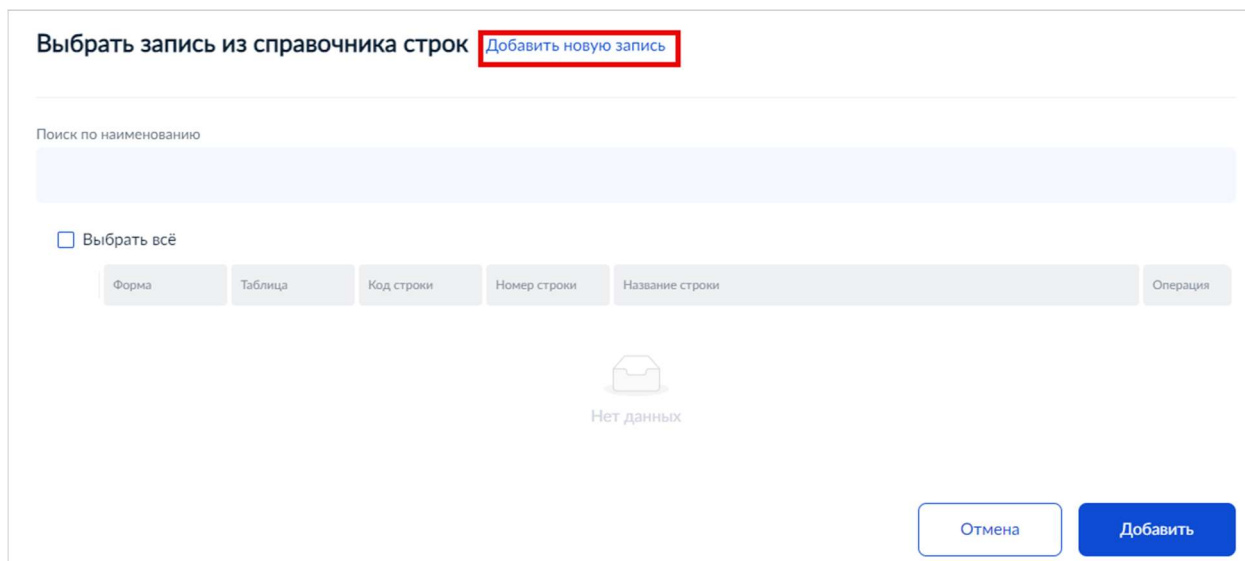 Выбрать запись из справочника строк Добавить новую запись
Поиск по наименованию
Выбрать всё
Форма Таблица Код строки Номер строки Название строки Операция
Нет данных
Отмена Добавить